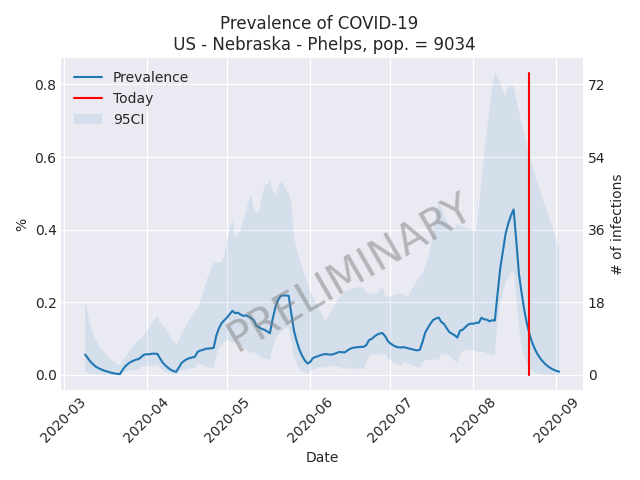 Prevalence of COVID-19
US - Nebraska - Phelps, pop. = 9034
Prevalence
Today
95CI
PRELIMINARY
%
0.8
0.6
0.4
0.2
0.0
72
54
36
18
0
# of infections
2020-03
2020-04
2020-05
2020-06
2020-07
2020-08
2020-09
Date